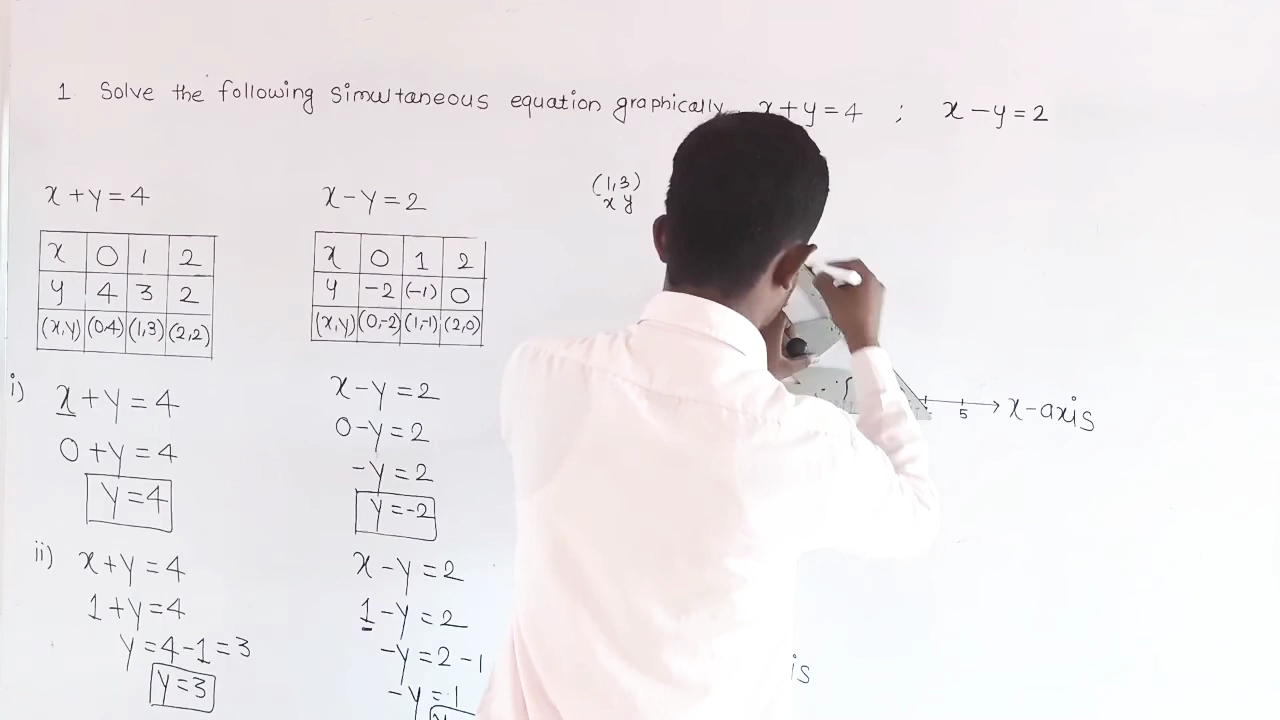 1 Solve the following Simultaneous equation graphically x+y=4 ; x-y=2
x+y=4
x 0 1 2
y 4 3 2
(x,y) (0,4) (1,3) (2,2)
x-y=2
x 0 1 2
y -2 (-1) 0
(x,y) (0,-2) (1,-1) (2,0)
(1,3)
x y
i) x+y=4
0+y=4
y=4
x-y=2
0-y=2
-y=2
y=-2
ii) x+y=4
1+y=4
y=4-1=3
y=3
x-y=2
1-y=2
-y=2-1
-y=1
5 x-axis
is